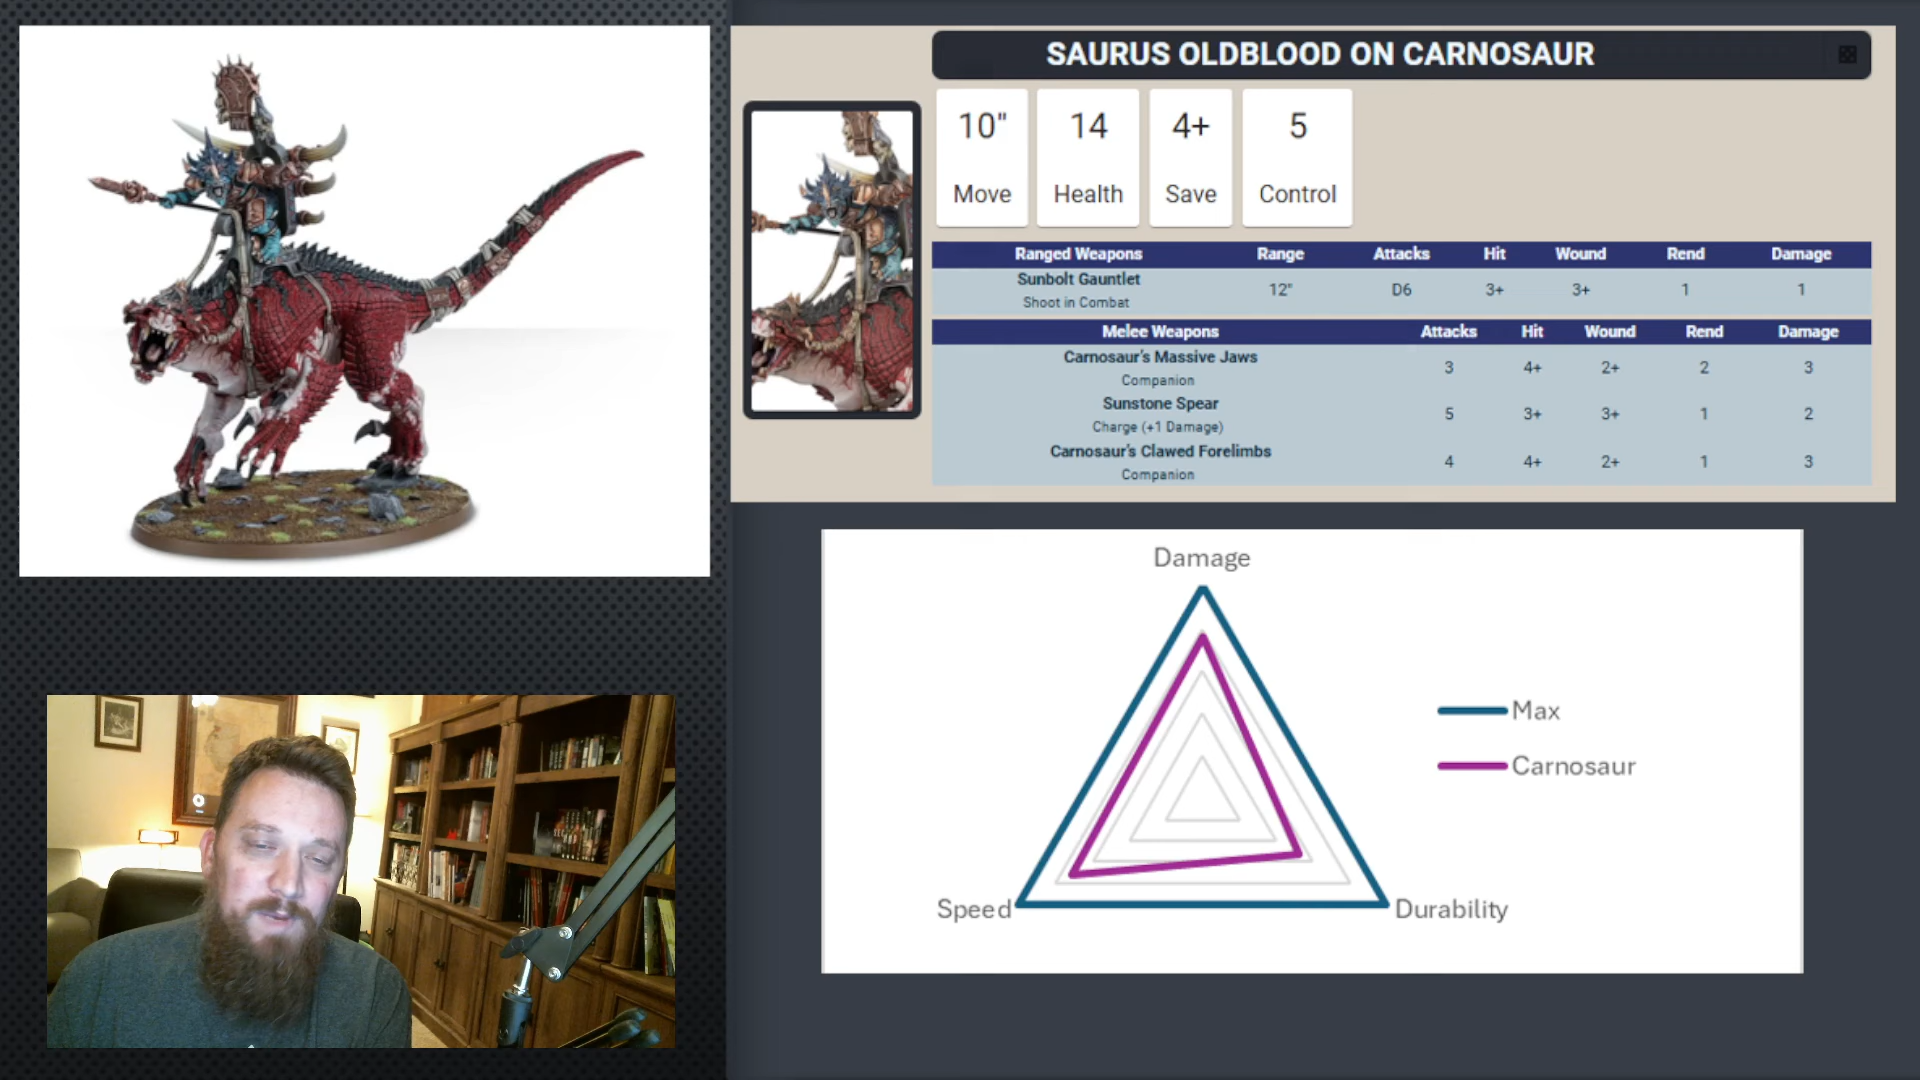 SAURUS OLDBLOOD ON CARNOSAUR
10" 14 4+ 5
Move Health Save Control
Ranged Weapons Range Attacks Hit Wound Rend Damage
Sunbolt Gauntlet 12" D6 3+ 3+ 1 1
Shoot in Combat
Melee Weapons Attacks Hit Wound Rend Damage
Carnosaur's Massive Jaws 3 4+ 2+ 2 3
Companion
Sunstone Spear 5 3+ 3+ 1 2
Charge (+1 Damage)
Carnosaur's Clawed Forelimbs 4 4+ 2+ 1 3
Companion
Damage
Max
Carnosaur
Speed
Durability